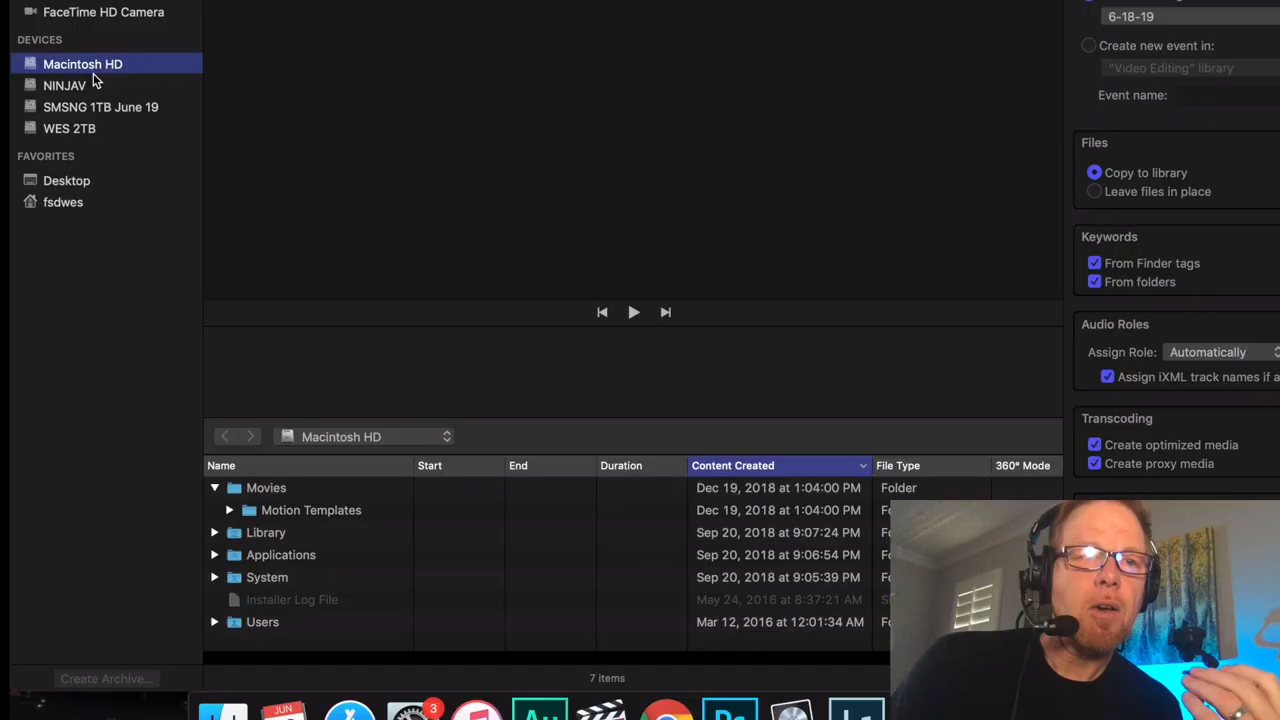 FaceTime HD Camera
DEVICES
Macintosh HD
NINJAV
SMSNG 1TB June 19
WES 2TB
FAVORITES
Desktop
fsdwes
Create Archive...
Macintosh HD
Name Start End Duration Content Created File Type 360° Mode
Movies Dec 19, 2018 at 1:04:00 PM Folder
Motion Templates Dec 19, 2018 at 1:04:00 PM
Library Sep 20, 2018 at 9:07:24 PM
Applications Sep 20, 2018 at 9:06:54 PM
System Sep 20, 2018 at 9:05:39 PM
Installer Log File May 24, 2016 at 8:37:21 AM
Users Mar 12, 2016 at 12:01:34 AM
7 items
6-18-19
Create new event in:
"Video Editing" library
Event name:
Files
Copy to library
Leave files in place
Keywords
From Finder tags
From folders
Audio Roles
Assign Role: Automatically
Assign iXML track names if a
Transcoding
Create optimized media
Create proxy media
JUN
3
Au
Ps